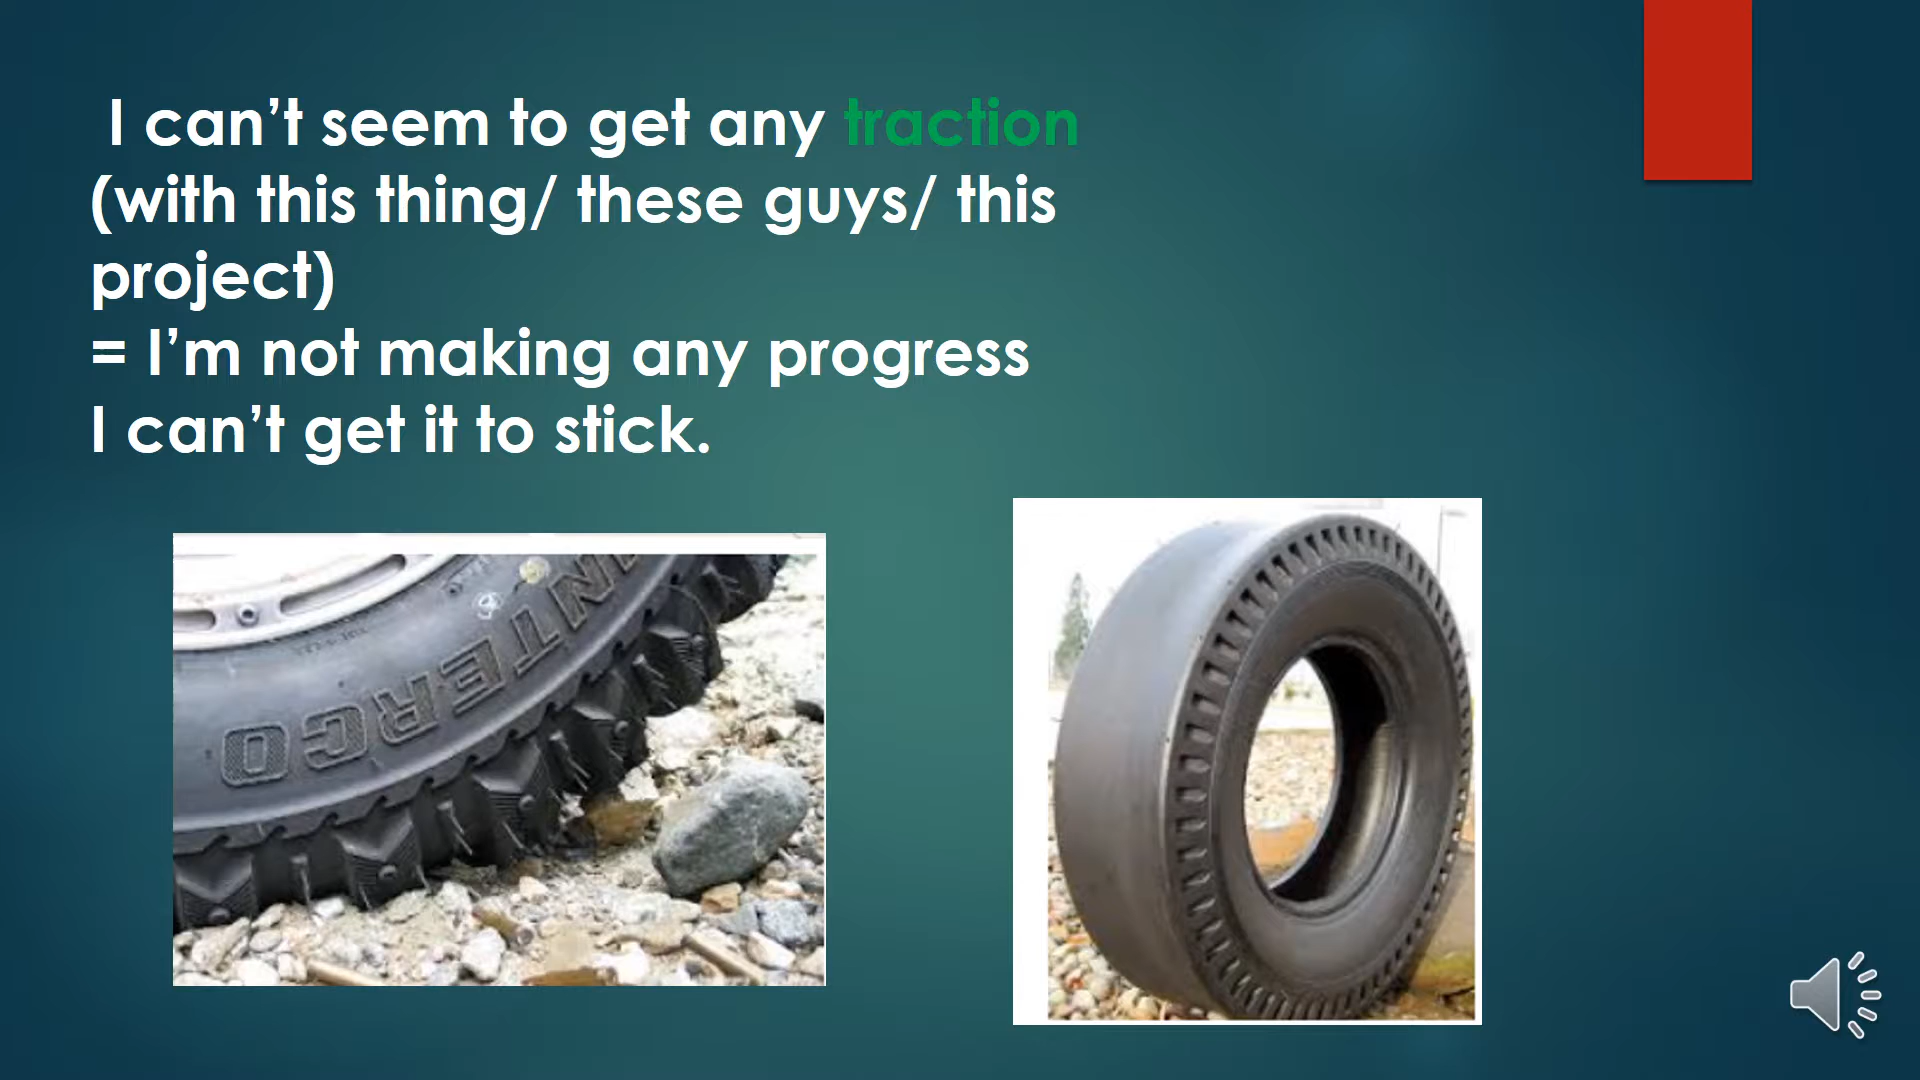 I can’t seem to get any traction
(with this thing/ these guys/ this
project)
= I’m not making any progress
I can’t get it to stick.
INTERCO